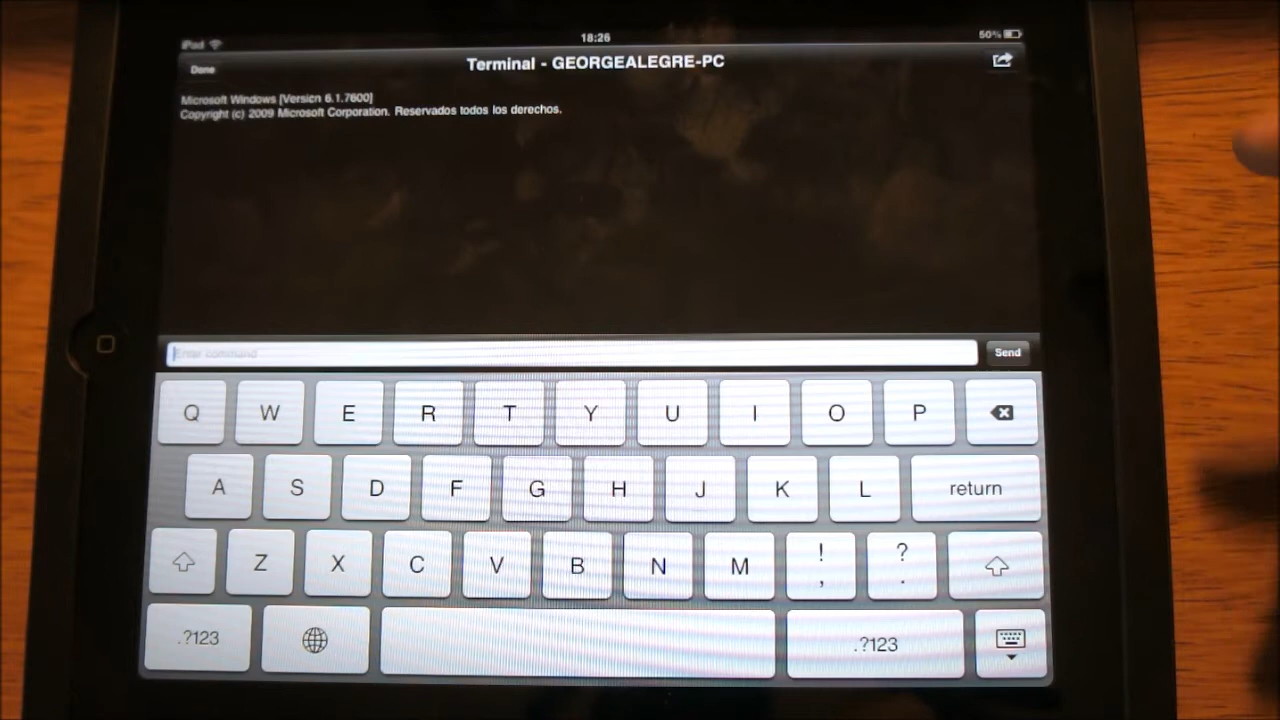 iPad 18:26 50%
Done Terminal - GEORGEALEGRE-PC
Microsoft Windows [Versión 6.1.7600]
Copyright (c) 2009 Microsoft Corporation. Reservados todos los derechos.
Enter command Send
Q W E R T Y U I O P
A S D F G H J K L return
Z X C V B N M ! , ? .
.?123 .?123